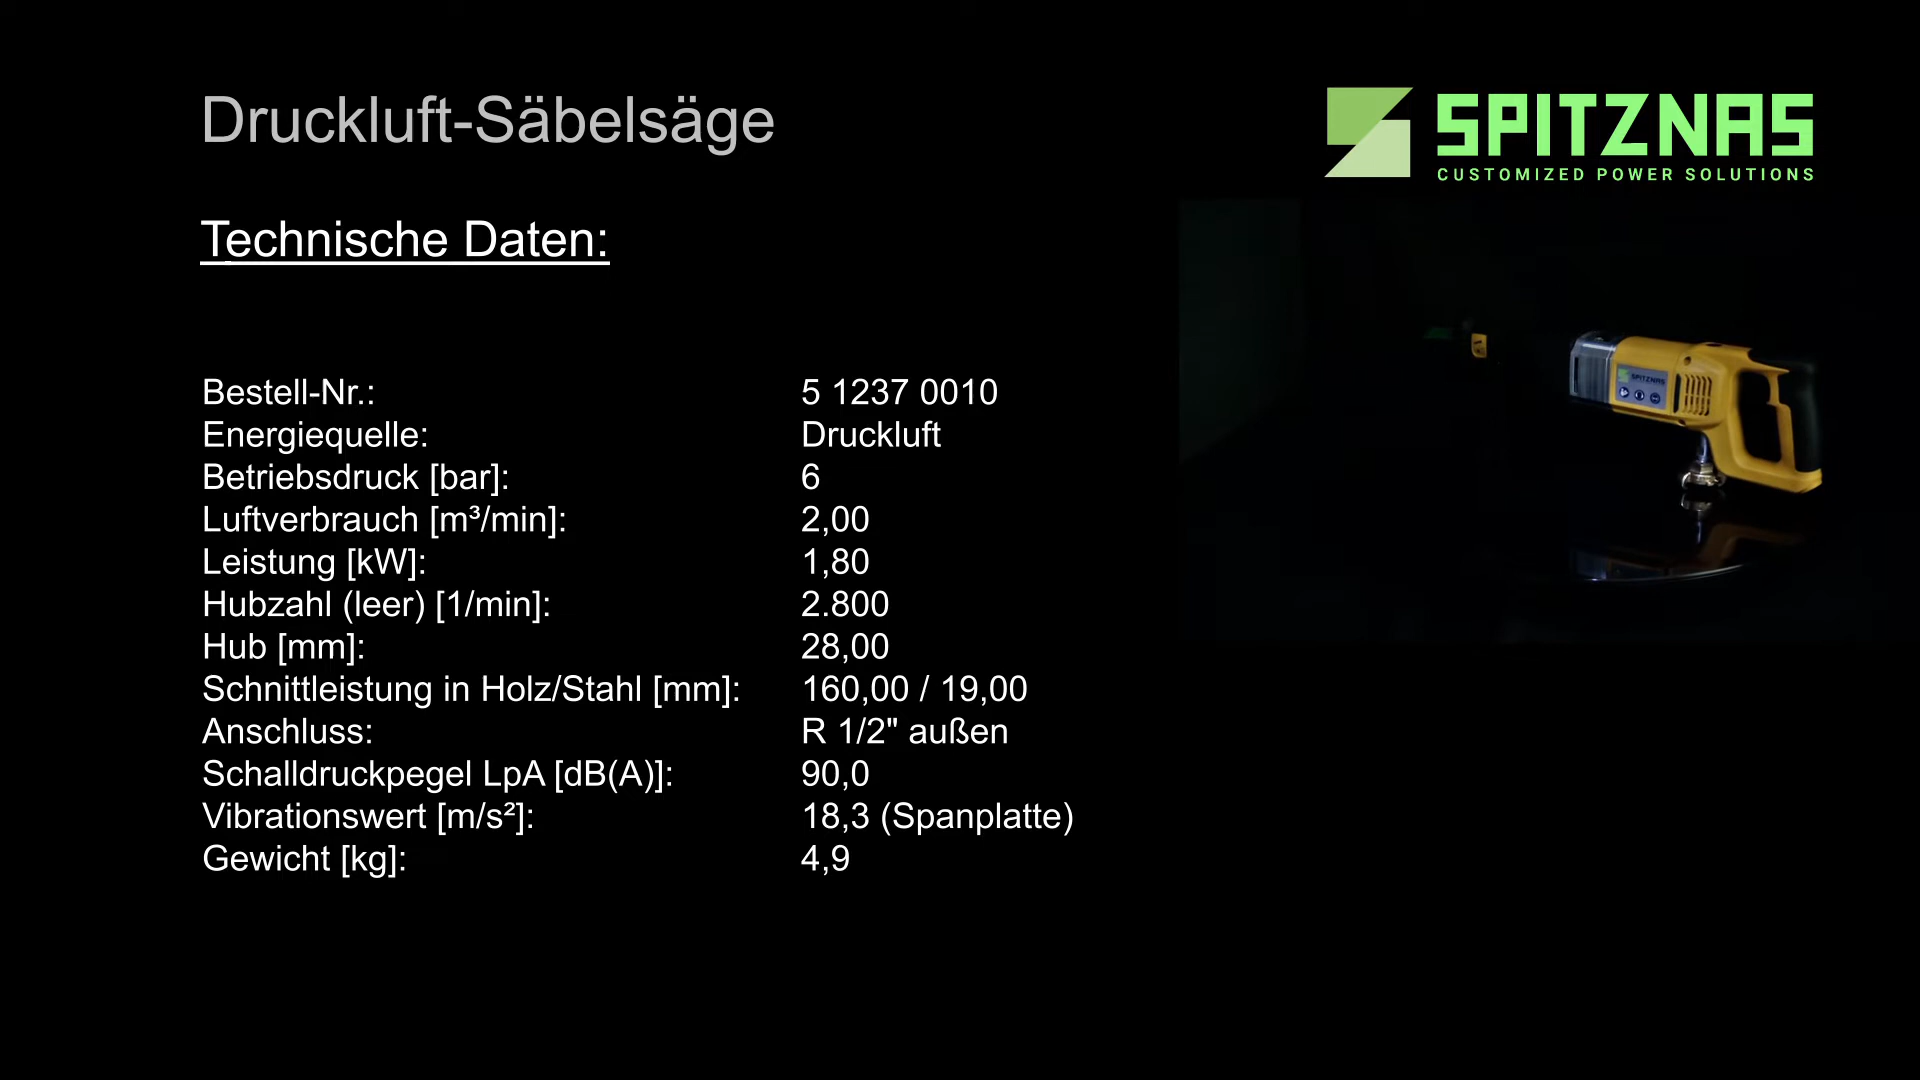 Druckluft-Säbelsäge
SPITZNAS
CUSTOMIZED POWER SOLUTIONS
Technische Daten:
Bestell-Nr.: 5 1237 0010
Energiequelle: Druckluft
Betriebsdruck [bar]: 6
Luftverbrauch [m³/min]: 2,00
Leistung [kW]: 1,80
Hubzahl (leer) [1/min]: 2.800
Hub [mm]: 28,00
Schnittleistung in Holz/Stahl [mm]: 160,00 / 19,00
Anschluss: R 1/2" außen
Schalldruckpegel LpA [dB(A)]: 90,0
Vibrationswert [m/s²]: 18,3 (Spanplatte)
Gewicht [kg]: 4,9
SPITZNAS